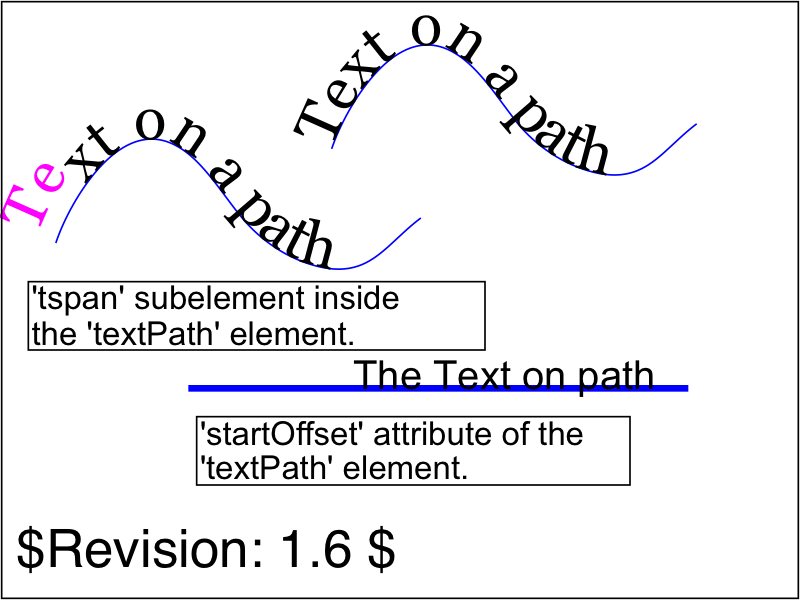 Text on a path
Text on a path
'tspan' subelement inside
the 'textPath' element.
The Text on path
'startOffset' attribute of the
'textPath' element.
$Revision: 1.6 $